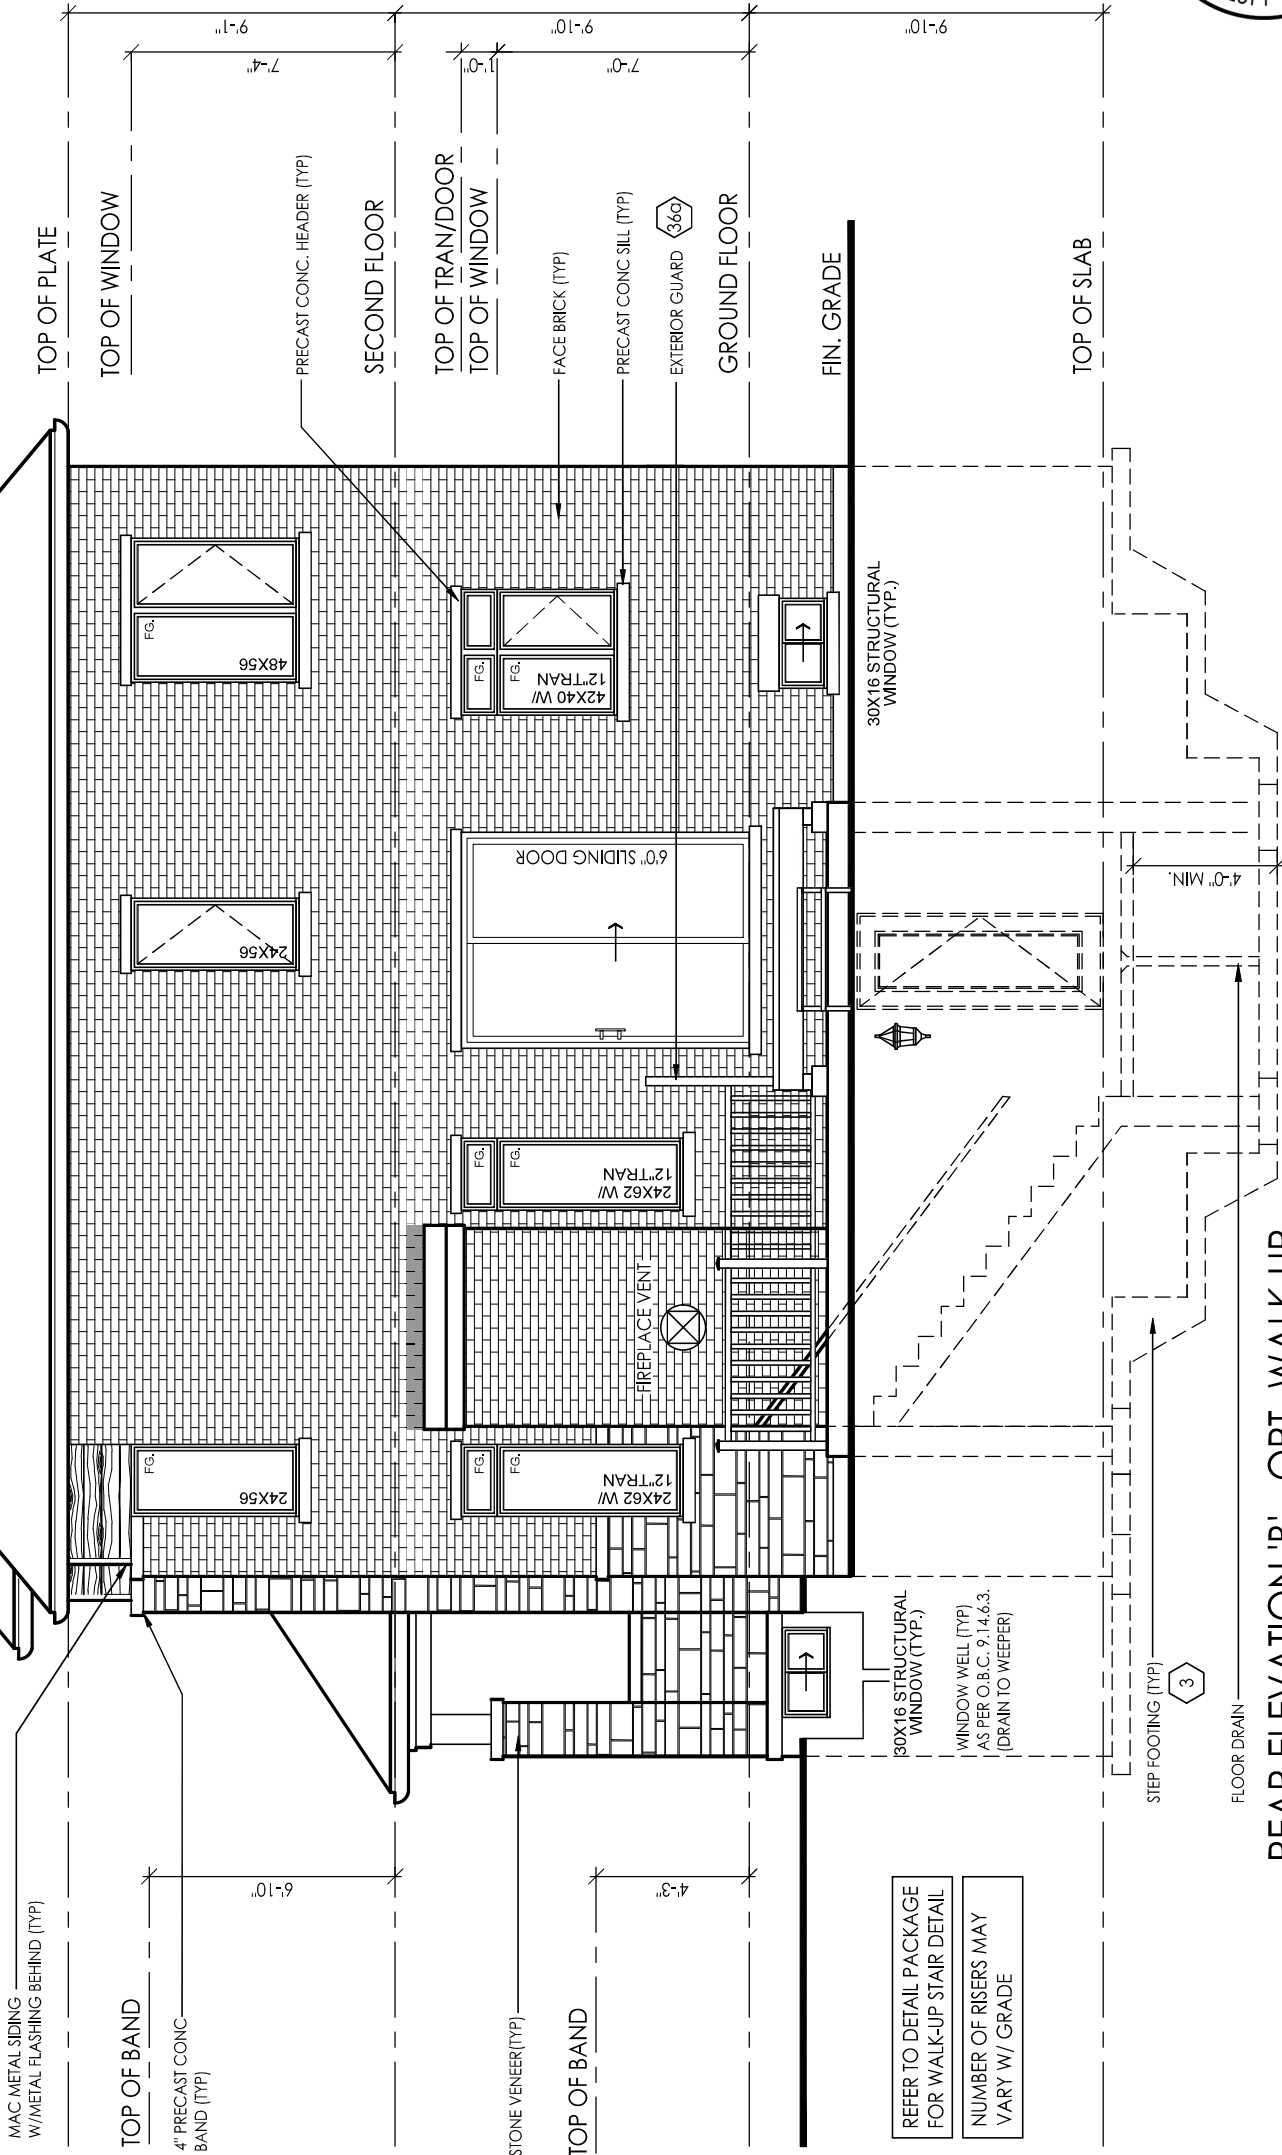 MAC METAL SIDING
W/METAL FLASHING BEHIND (TYP)
TOP OF BAND
4" PRECAST CONC
BAND (TYP)
STONE VENEER(TYP)
TOP OF BAND
REFER TO DETAIL PACKAGE
FOR WALK-UP STAIR DETAIL
NUMBER OF RISERS MAY
VARY W/ GRADE
6'-10"
4'-3"
30X16 STRUCTURAL
WINDOW (TYP.)
WINDOW WELL (TYP)
AS PER O.B.C. 9.14.6.3.
(DRAIN TO WEEPER)
STEP FOOTING (TYP)
3
FLOOR DRAIN
FG.
24X56
FG.
FG.
24X62 W/
12"TRAN
FIREPLACE VENT
FG.
FG.
24X62 W/
12"TRAN
24X56
6'0" SLIDING DOOR
4'-0" MIN.
FG.
48X56
FG.
FG.
42X40 W/
12"TRAN
30X16 STRUCTURAL
WINDOW (TYP.)
TOP OF PLATE
TOP OF WINDOW
PRECAST CONC. HEADER (TYP)
SECOND FLOOR
TOP OF TRAN/DOOR
TOP OF WINDOW
FACE BRICK (TYP)
PRECAST CONC SILL (TYP)
EXTERIOR GUARD
36a
GROUND FLOOR
FIN. GRADE
TOP OF SLAB
9'-1"
7'-4"
9'-10"
1'-0"
7'-0"
9'-10"
REAR ELEVATION 'B' - OPT. WALK UP